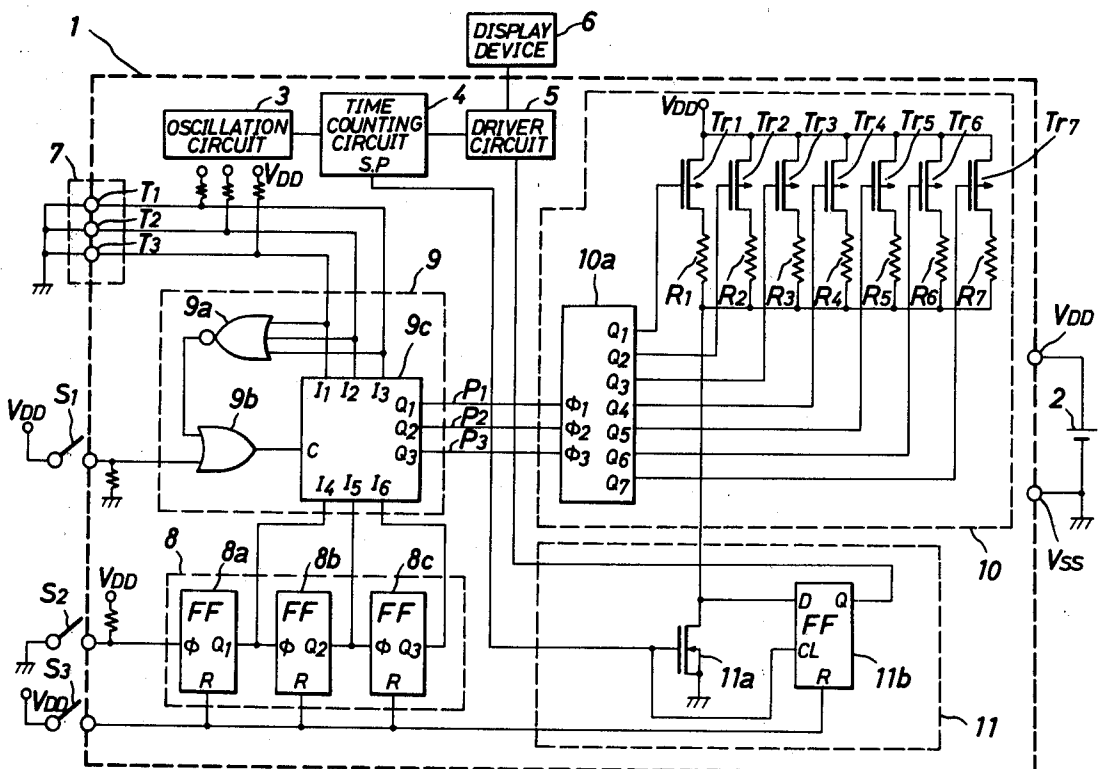 1
DISPLAY
DEVICE
6
3
OSCILLATION
CIRCUIT
TIME
COUNTING
CIRCUIT
S.P
4
5
DRIVER
CIRCUIT
VDD
7
T1
T2
T3
VDD
Tr1
Tr2
Tr3
Tr4
Tr5
Tr6
Tr7
R1
R2
R3
R4
R5
R6
R7
9
9a
9b
9c
I1 I2 I3
C
Q1
Q2
Q3
I4 I5 I6
P1
P2
P3
10a
Φ1
Φ2
Φ3
Q1
Q2
Q3
Q4
Q5
Q6
Q7
10
VDD
2
VSS
VDD
S1
8
8a
8b
8c
FF
Φ Q1
R
FF
Φ Q2
R
FF
Φ Q3
R
VDD
S2
S3
VDD
11a
D Q
FF
CL
R
11b
11